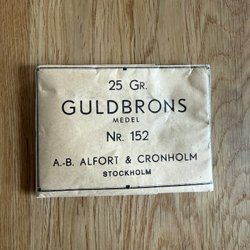 25 GR.
GULDBRONS
MEDEL
NR. 152
A.-B. ALFORT & CRONHOLM
STOCKHOLM